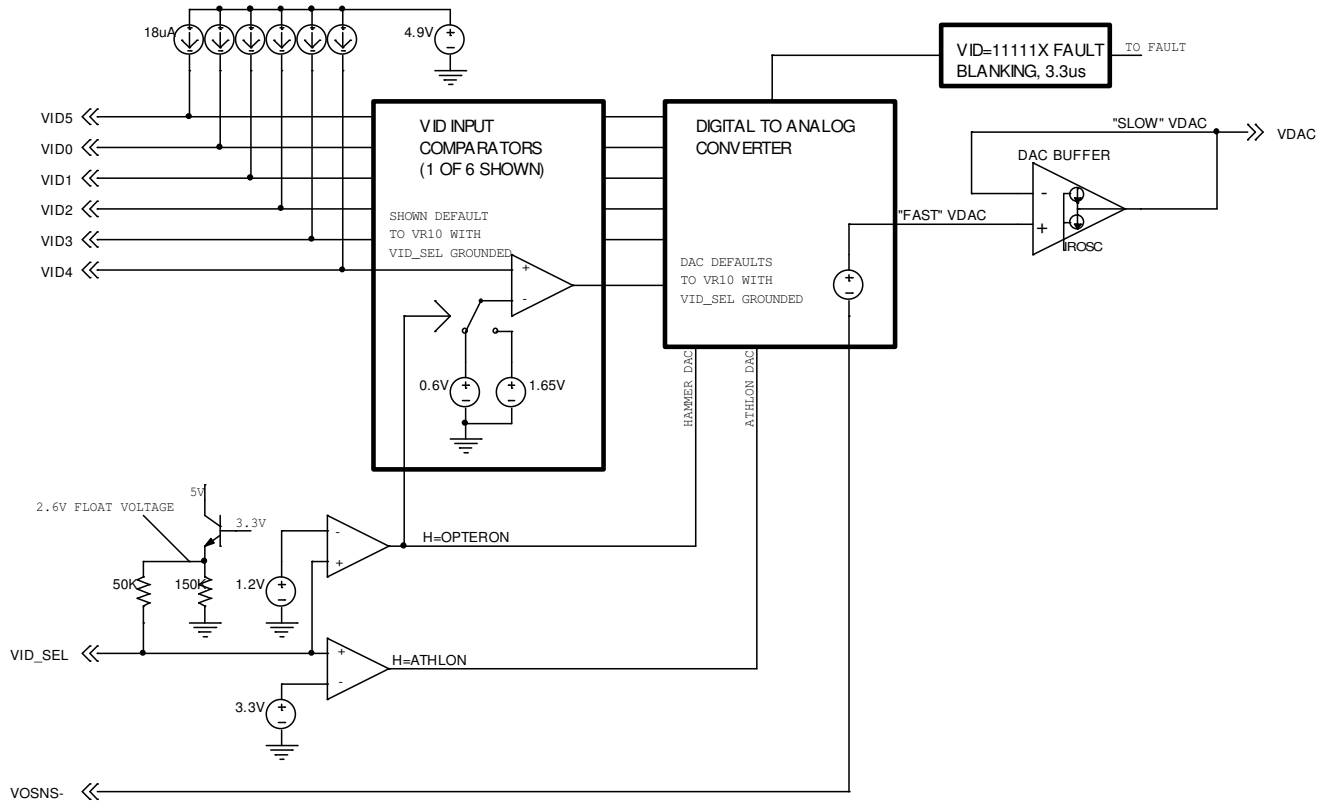 18uA
4.9V
VID=11111X FAULT
BLANKING, 3.3us
TO FAULT
VID5
VID0
VID1
VID2
VID3
VID4
VID INPUT
COMPARATORS
(1 OF 6 SHOWN)
SHOWN DEFAULT
TO VR10 WITH
VID_SEL GROUNDED
+
-
0.6V
+
-
1.65V
+
-
DIGITAL TO ANALOG
CONVERTER
DAC DEFAULTS
TO VR10 WITH
VID_SEL GROUNDED
+
-
"FAST" VDAC
"SLOW" VDAC
VDAC
DAC BUFFER
-
+
IROSC
HAMMER DAC
ATHLON DAC
2.6V FLOAT VOLTAGE
5V
3.3V
50K
150K
1.2V
+
-
-
+
H=OPTERON
VID_SEL
+
-
H=ATHLON
3.3V
+
-
VOSNS-